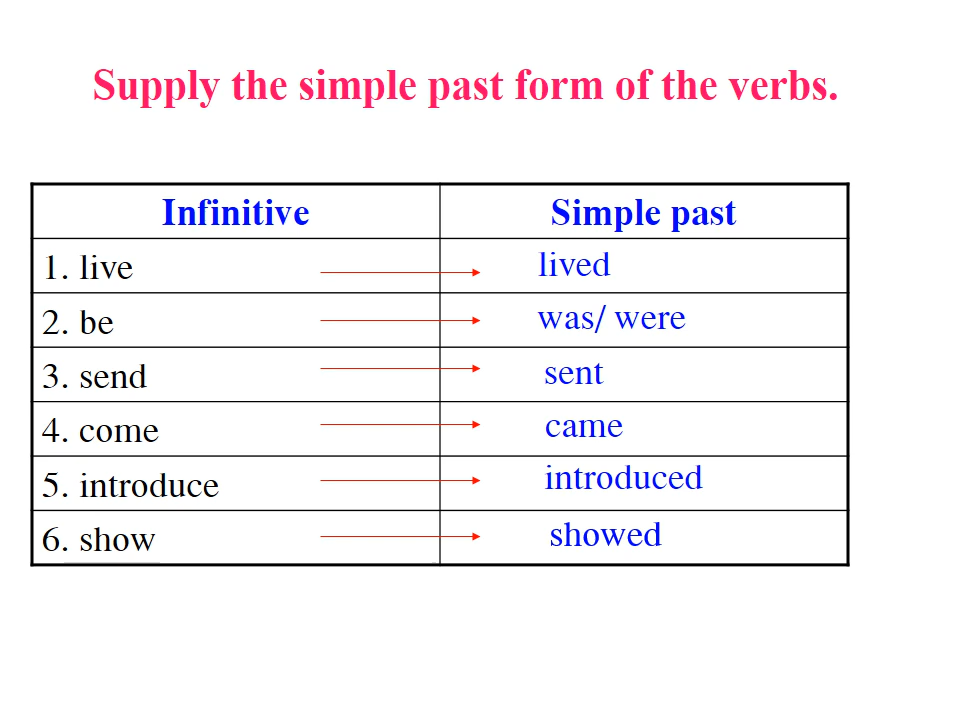 Supply the simple past form of the verbs.
Infinitive Simple past
1. live lived
2. be was/ were
3. send sent
4. come came
5. introduce introduced
6. show showed